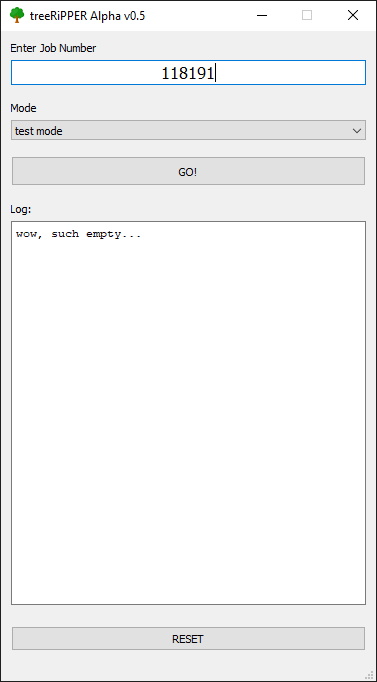 treeRiPPER Alpha v0.5
Enter Job Number
118191
Mode
test mode
GO!
Log:
wow, such empty...
RESET